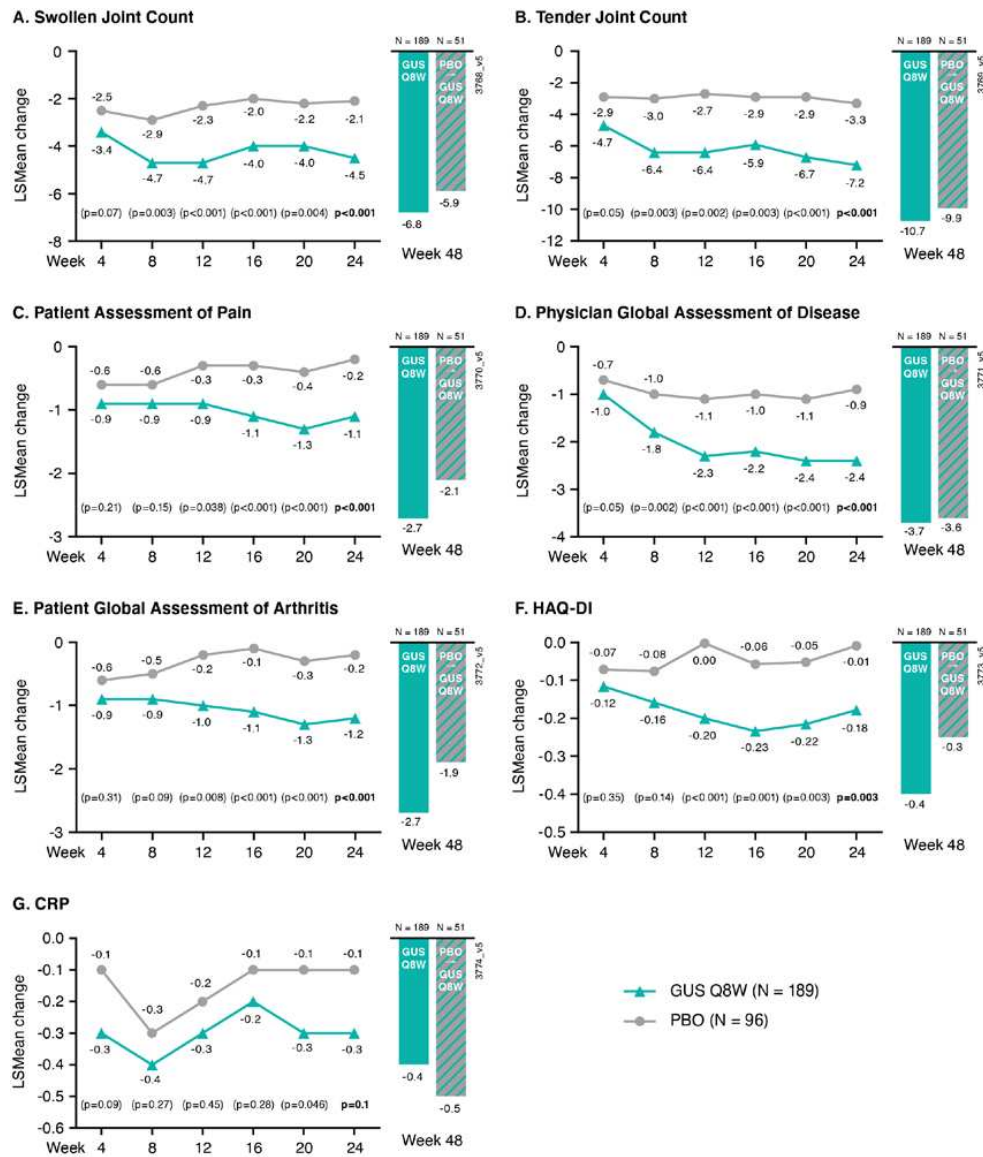 A. Swollen Joint Count
N = 189 N = 51
LSMean change
0
-2
-4
-6
-8
-2.5
-2.9
-2.3
-2.0
-2.2
-2.1
-3.4
-4.7
-4.7
-4.0
-4.0
-4.5
(p=0.07) (p=0.003) (p<0.001) (p<0.001) (p=0.004) p<0.001
Week 4 8 12 16 20 24
GUS
Q8W
PBO
→
GUS
Q8W
-6.8
-5.9
Week 48
3768_v5
B. Tender Joint Count
N = 189 N = 51
LSMean change
0
-2
-4
-6
-8
-10
-12
-2.9
-3.0
-2.7
-2.9
-2.9
-3.3
-4.7
-6.4
-6.4
-5.9
-6.7
-7.2
(p=0.05) (p=0.003) (p=0.002) (p=0.003) (p<0.001) p<0.001
Week 4 8 12 16 20 24
GUS
Q8W
PBO
→
GUS
Q8W
-10.7
-9.9
Week 48
3769_v5
C. Patient Assessment of Pain
N = 189 N = 51
LSMean change
0
-1
-2
-3
-0.6
-0.6
-0.3
-0.3
-0.4
-0.2
-0.9
-0.9
-0.9
-1.1
-1.3
-1.1
(p=0.21) (p=0.15) (p=0.038) (p<0.001) (p<0.001) p<0.001
Week 4 8 12 16 20 24
GUS
Q8W
PBO
→
GUS
Q8W
-2.7
-2.1
Week 48
3770_v5
D. Physician Global Assessment of Disease
N = 189 N = 51
LSMean change
0
-1
-2
-3
-4
-0.7
-1.0
-1.1
-1.0
-1.1
-0.9
-1.0
-1.8
-2.3
-2.2
-2.4
-2.4
(p=0.05) (p=0.002) (p<0.001) (p<0.001) (p<0.001) p<0.001
Week 4 8 12 16 20 24
GUS
Q8W
PBO
→
GUS
Q8W
-3.7
-3.6
Week 48
3771_v5
E. Patient Global Assessment of Arthritis
N = 189 N = 51
LSMean change
0
-1
-2
-3
-0.6
-0.5
-0.2
-0.1
-0.3
-0.2
-0.9
-0.9
-1.0
-1.1
-1.3
-1.2
(p=0.31) (p=0.09) (p=0.008) (p<0.001) (p<0.001) p<0.001
Week 4 8 12 16 20 24
GUS
Q8W
PBO
→
GUS
Q8W
-2.7
-1.9
Week 48
3772_v5
F. HAQ-DI
N = 189 N = 51
LSMean change
0.0
-0.1
-0.2
-0.3
-0.4
-0.5
-0.07
-0.08
0.00
-0.06
-0.05
-0.01
-0.12
-0.16
-0.20
-0.23
-0.22
-0.18
(p=0.35) (p=0.14) (p<0.001) (p=0.001) (p=0.003) p=0.003
Week 4 8 12 16 20 24
GUS
Q8W
PBO
→
GUS
Q8W
-0.4
-0.3
Week 48
3773_v5
G. CRP
N = 189 N = 51
LSMean change
0.0
-0.1
-0.2
-0.3
-0.4
-0.5
-0.6
-0.1
-0.3
-0.2
-0.1
-0.1
-0.1
-0.3
-0.4
-0.3
-0.2
-0.3
-0.3
(p=0.09) (p=0.27) (p=0.45) (p=0.28) (p=0.046) p=0.1
Week 4 8 12 16 20 24
GUS
Q8W
PBO
→
GUS
Q8W
-0.4
-0.5
Week 48
3774_v5
GUS Q8W (N = 189)
PBO (N = 96)